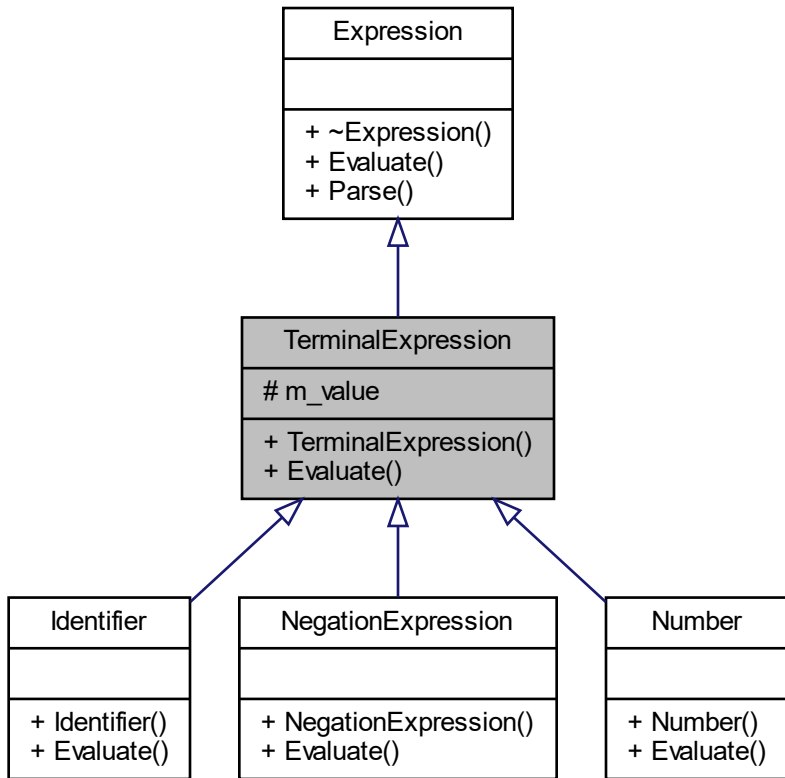 Expression
+ ~Expression()
+ Evaluate()
+ Parse()
TerminalExpression
# m_value
+ TerminalExpression()
+ Evaluate()
Identifier
+ Identifier()
+ Evaluate()
NegationExpression
+ NegationExpression()
+ Evaluate()
Number
+ Number()
+ Evaluate()